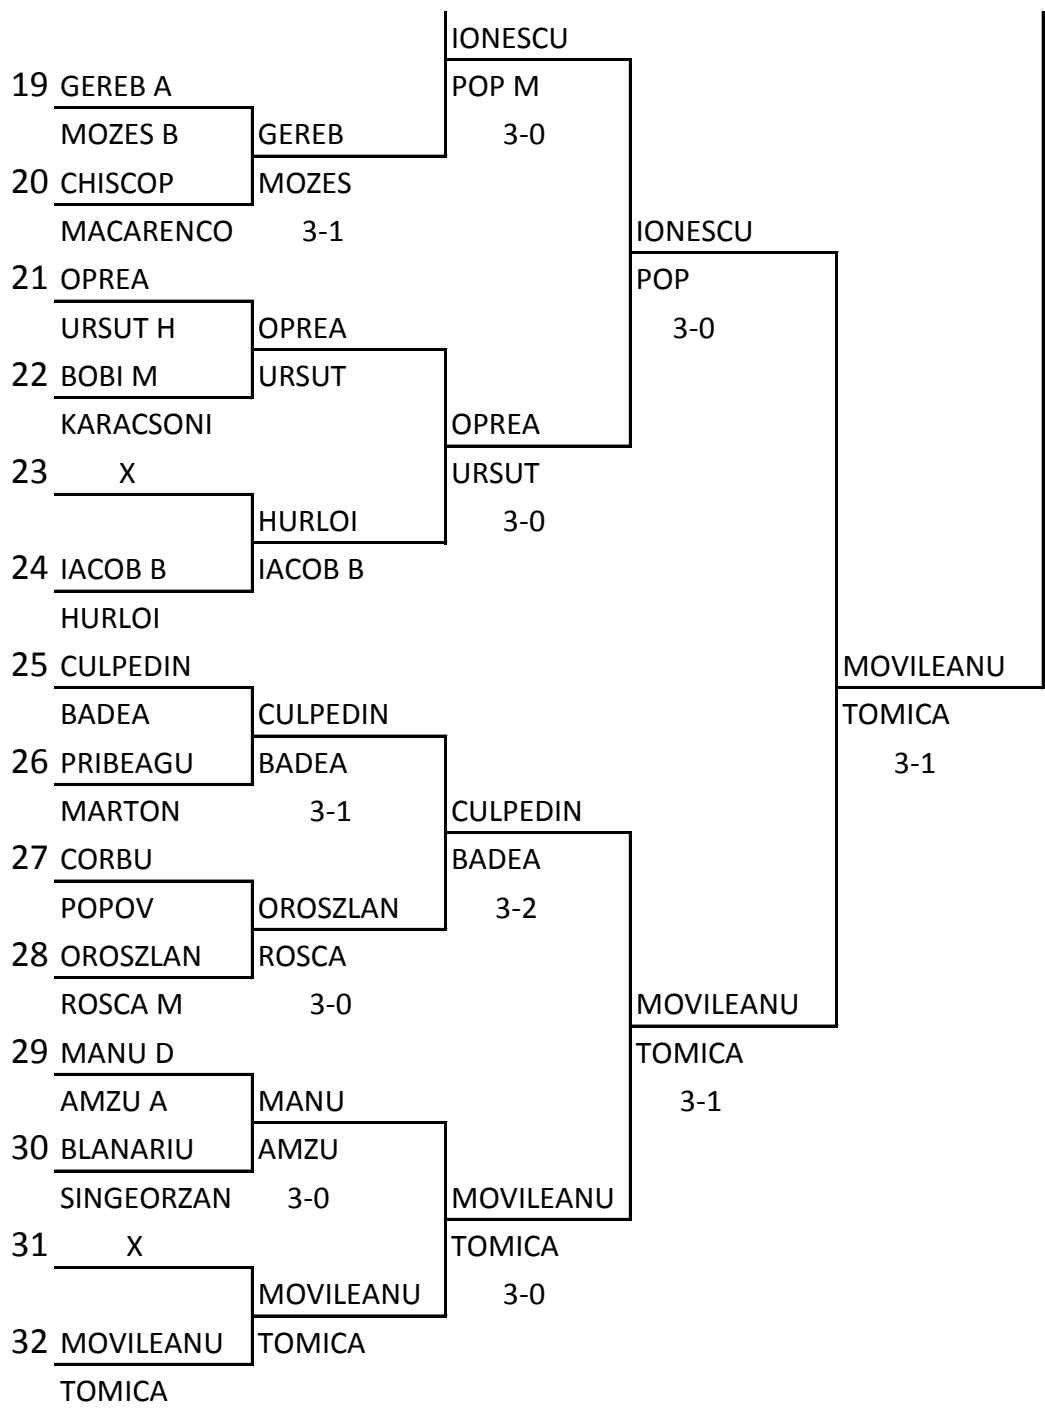 IONESCU
19 GEREB A POP M
MOZES B GEREB 3-0
20 CHISCOP MOZES
MACARENCO 3-1 IONESCU
21 OPREA POP
URSUT H OPREA 3-0
22 BOBI M URSUT
KARACSONI OPREA
23 X URSUT
HURLOI 3-0
24 IACOB B IACOB B
HURLOI
25 CULPEDIN MOVILEANU
BADEA CULPEDIN TOMICA
26 PRIBEAGU BADEA 3-1
MARTON 3-1 CULPEDIN
27 CORBU BADEA
POPOV OROSZLAN 3-2
28 OROSZLAN ROSCA
ROSCA M 3-0 MOVILEANU
29 MANU D TOMICA
AMZU A MANU 3-1
30 BLANARIU AMZU
SINGEORZAN 3-0 MOVILEANU
31 X TOMICA
MOVILEANU 3-0
32 MOVILEANU TOMICA
TOMICA